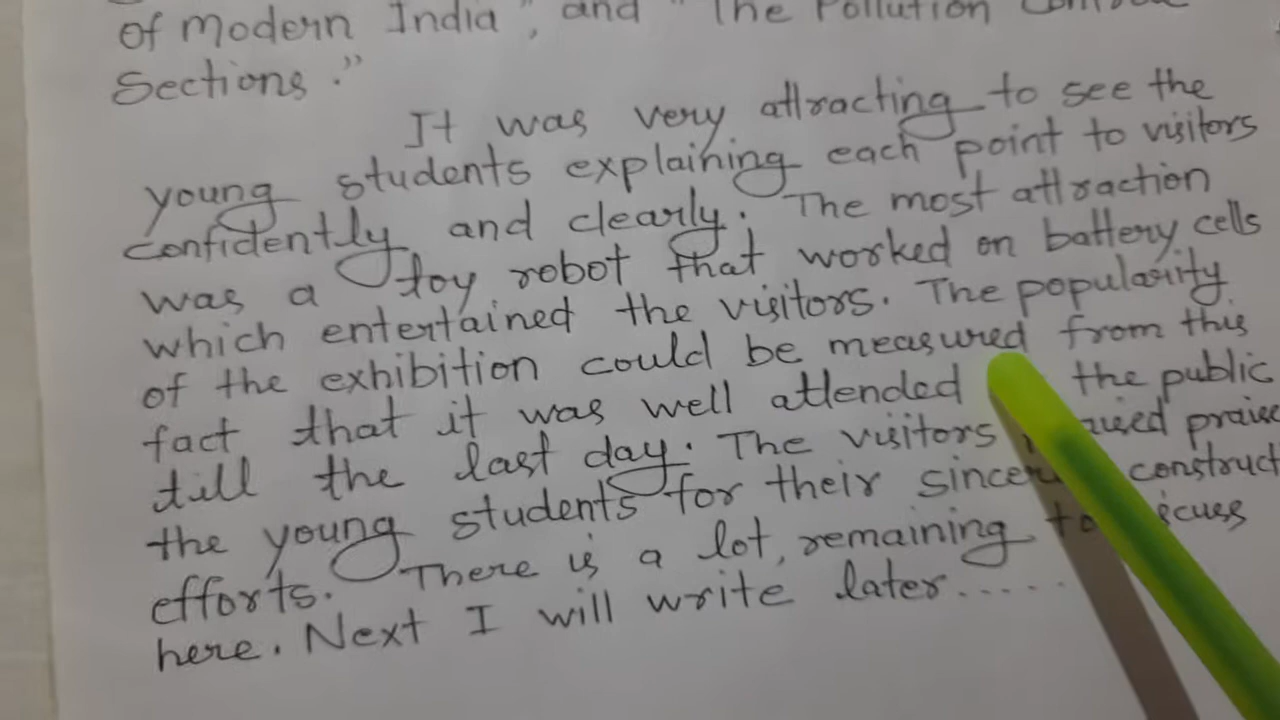 of Modern India", and "The Pollution Control
Sections."
It was very attracting to see the
young students explaining each point to visitors
confidently and clearly. The most attraction
was a toy robot that worked on battery cells
which entertained the visitors. The popularity
of the exhibition could be measured from this
fact that it was well attended the public
till the last day. The visitors praise
the young students for their construct
efforts. There is a lot, remaining to
here. Next I will write later......